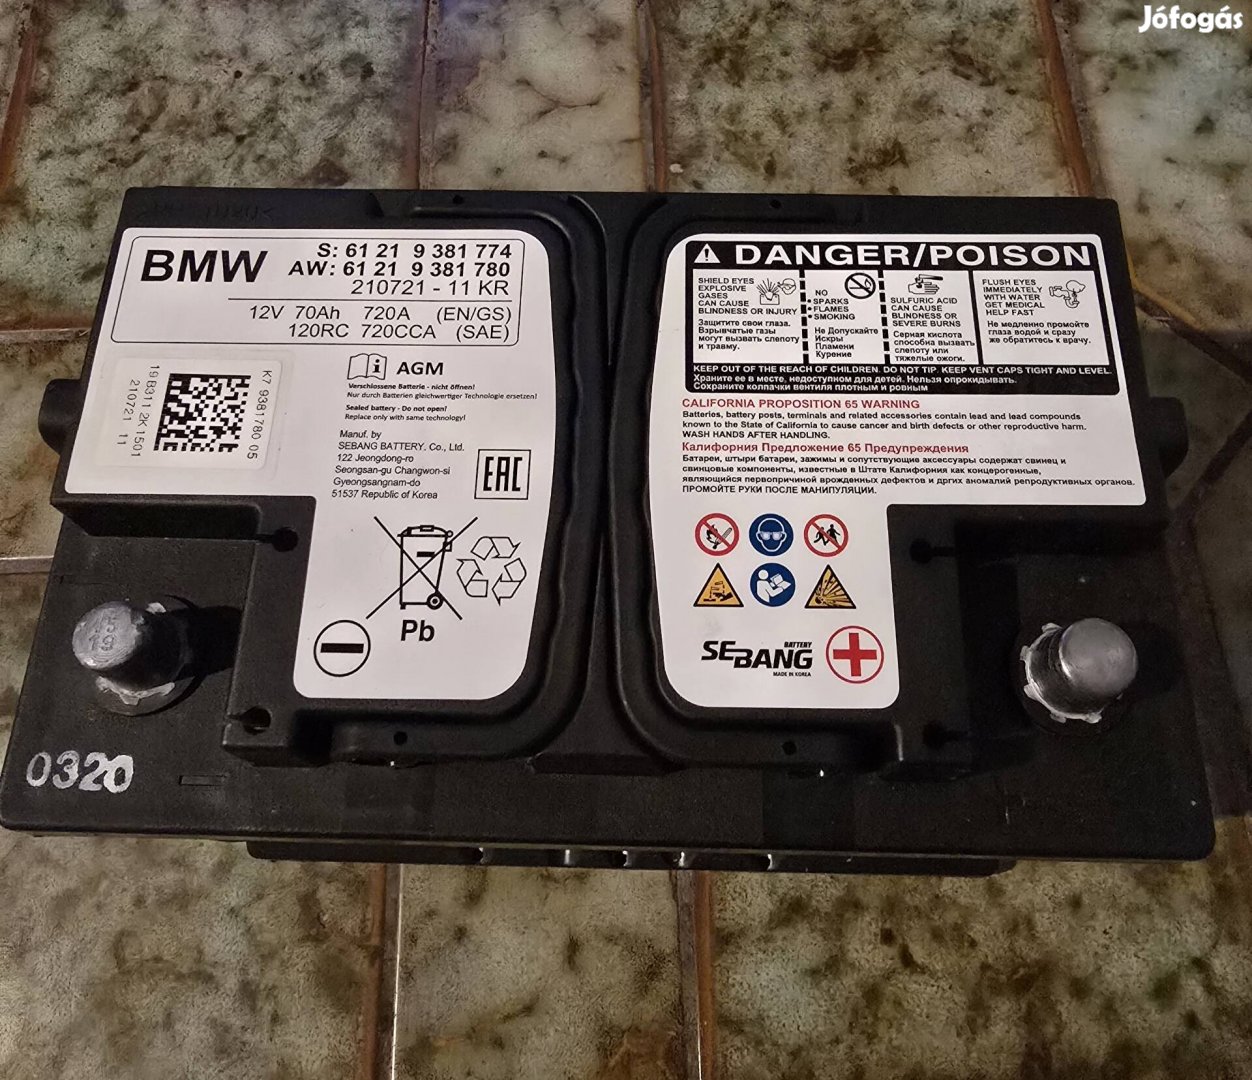 Jófogás
BMW
S: 61 21 9 381 774
AW: 61 21 9 381 780
210721 - 11 KR
12V 70Ah 720A (EN/GS)
120RC 720CCA (SAE)
198311 2K 1501
210721 11
K7 9381780 05
AGM
Verschlossene Batterie - nicht öffnen!
Nur durch Batterien gleichwertiger Technologie ersetzen!
Sealed battery - Do not open!
Replace only with same technology!
Manuf. by
SEBANG BATTERY. Co., Ltd.
122 Jeongdong-ro
Seongsan-gu Changwon-si
Gyeongsangnam-do
51537 Republic of Korea
EAC
Pb
0320
DANGER/POISON
SHIELD EYES
EXPLOSIVE
GASES
CAN CAUSE
BLINDNESS OR INJURY
Защитите свои глаза.
Взрывчатые газы
могут вызвать слепоту
и травму.
NO
• SPARKS
• FLAMES
• SMOKING
Не Допускайте
Искры
Пламени
Курение
SULFURIC ACID
CAN CAUSE
BLINDNESS OR
SEVERE BURNS
Серная кислота
способна вызвать
слепоту или
тяжелые ожоги.
FLUSH EYES
IMMEDIATELY
WITH WATER
GET MEDICAL
HELP FAST
Не медленно промойте
глаза водой и сразу
же обратитесь к врачу.
KEEP OUT OF THE REACH OF CHILDREN. DO NOT TIP. KEEP VENT CAPS TIGHT AND LEVEL.
Храните ее в месте, недоступном для детей. Нельзя опрокидывать.
Сохраните колпачки вентиля плотным и ровным
CALIFORNIA PROPOSITION 65 WARNING
Batteries, battery posts, terminals and related accessories contain lead and lead compounds
known to the State of California to cause cancer and birth defects or other reproductive harm.
WASH HANDS AFTER HANDLING.
Калифорния Предложение 65 Предупреждения
Батареи, штыри батареи, зажимы и сопутствующие аксессуары содержат свинец и
свинцовые компоненты, известные в Штате Калифорния как концерогенные,
являющийся первопричиной врожденных дефектов и дргих аномалий репродуктивных органов.
ПРОМОЙТЕ РУКИ ПОСЛЕ МАНИПУЛЯЦИИ.
SEBANG
BATTERY
MADE IN KOREA